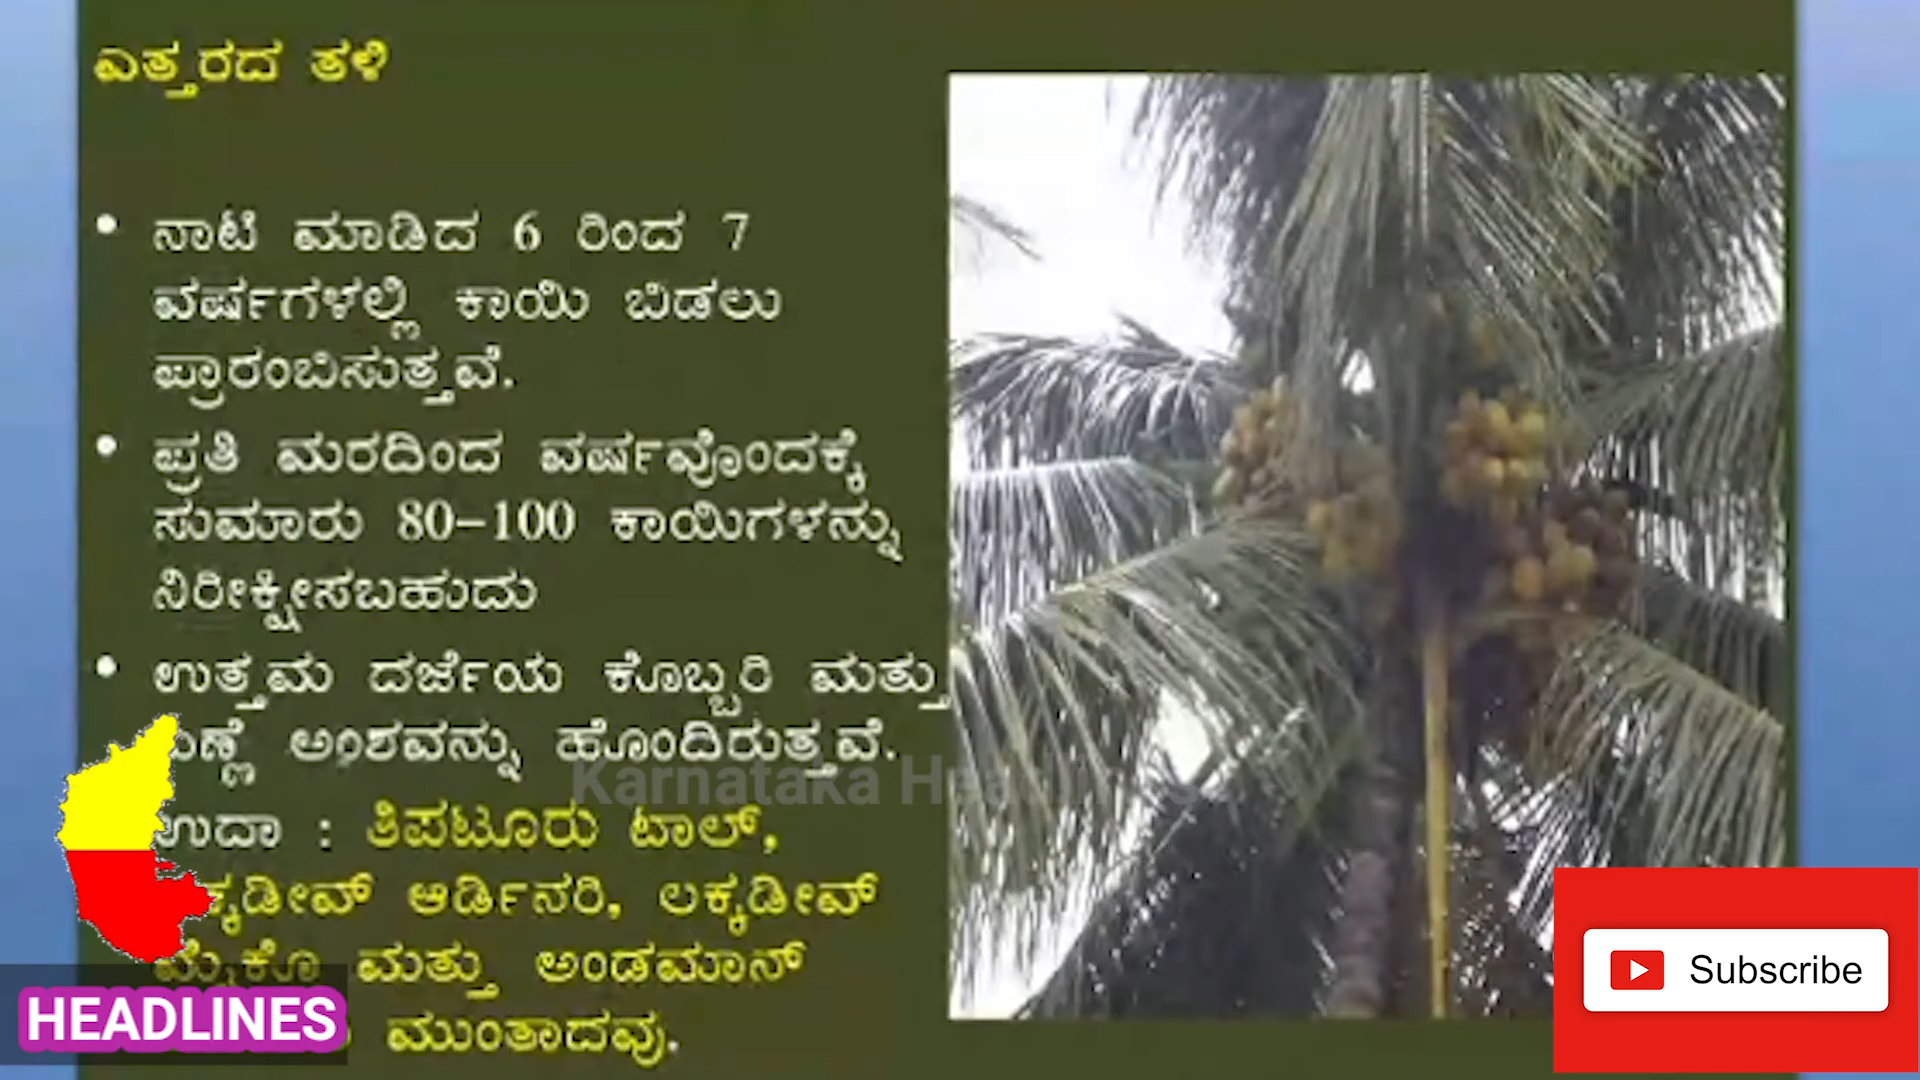 ಎತ್ತರದ ತಳಿ
• ನಾಟಿ ಮಾಡಿದ 6 ರಿಂದ 7
ವರ್ಷಗಳಲ್ಲಿ ಕಾಯಿ ಬಿಡಲು
ಪ್ರಾರಂಬಿಸುತ್ತವೆ.
• ಪ್ರತಿ ಮರದಿಂದ ವರ್ಷವೊಂದಕ್ಕೆ
ಸುಮಾರು 80-100 ಕಾಯಿಗಳನ್ನು
ನಿರೀಕ್ಷೀಸಬಹುದು
• ಉತ್ತಮ ದರ್ಜೆಯ ಕೊಬ್ಬರಿ ಮತ್ತು
ಅಂಶವನ್ನು ಹೊಂದಿರುತ್ತವೆ.
Karnataka Headlines
ಉದಾ : ತಿಪಟೂರು ಟಾಲ್,
ಆರ್ಡಿನರಿ, ಲಕ್ಕಡೀವ್
ಮೈಕ್ರೊ ಮತ್ತು ಅಂಡಮಾನ್
ಮುಂತಾದವು.
HEADLINES
Subscribe